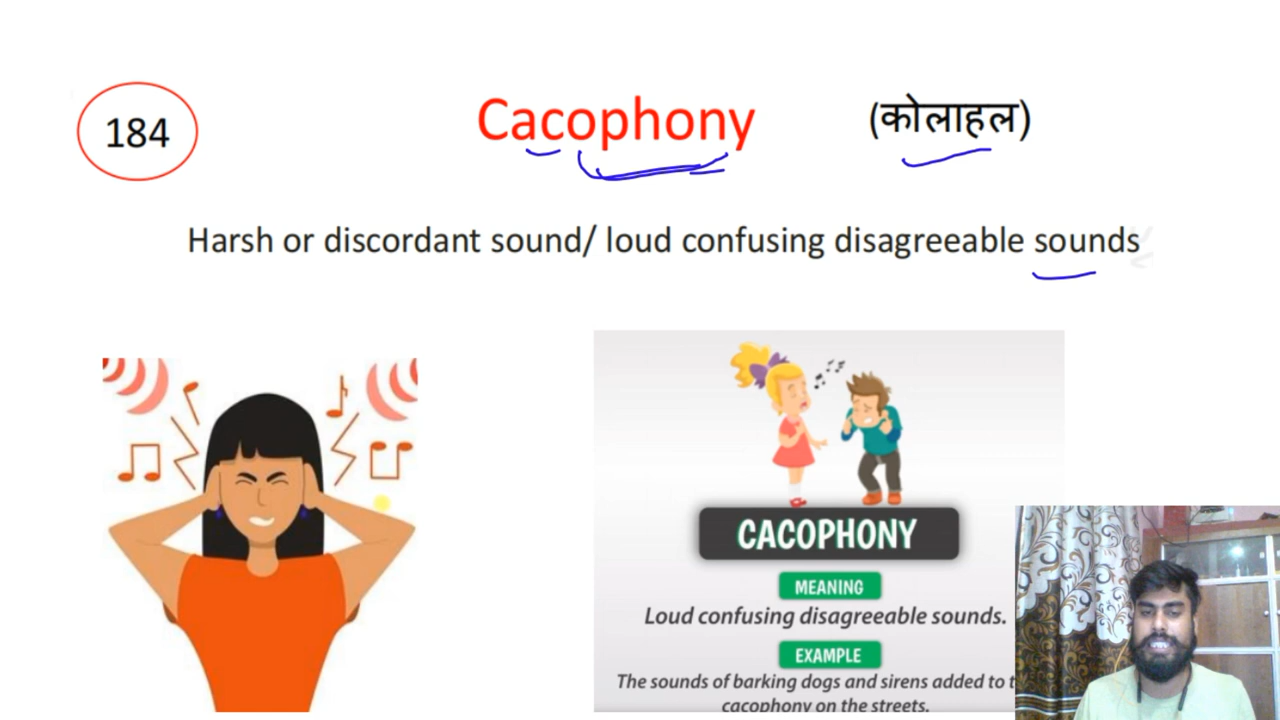 184
Cacophony
(कोलाहल)
Harsh or discordant sound/ loud confusing disagreeable sounds
CACOPHONY
MEANING
Loud confusing disagreeable sounds.
EXAMPLE
The sounds of barking dogs and sirens added to
cacophony on the streets.